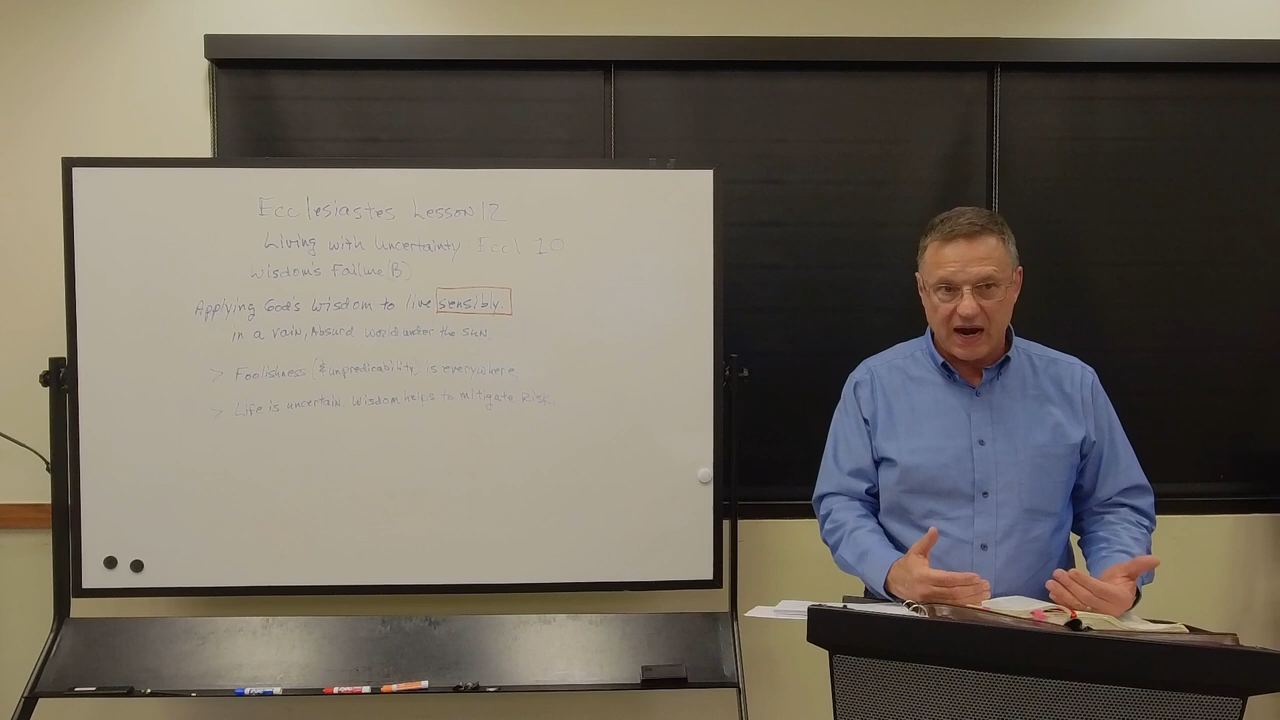 Ecclesiastes Lesson 12
Living with Uncertainty Eccl 10
Wisdom's Failure (B)
Applying God's Wisdom to live sensibly.
in a vain, Absurd World under the SUN
> Foolishness (& unpredicability) is everywhere
> Life is uncertain. Wisdom helps to mitigate Risk